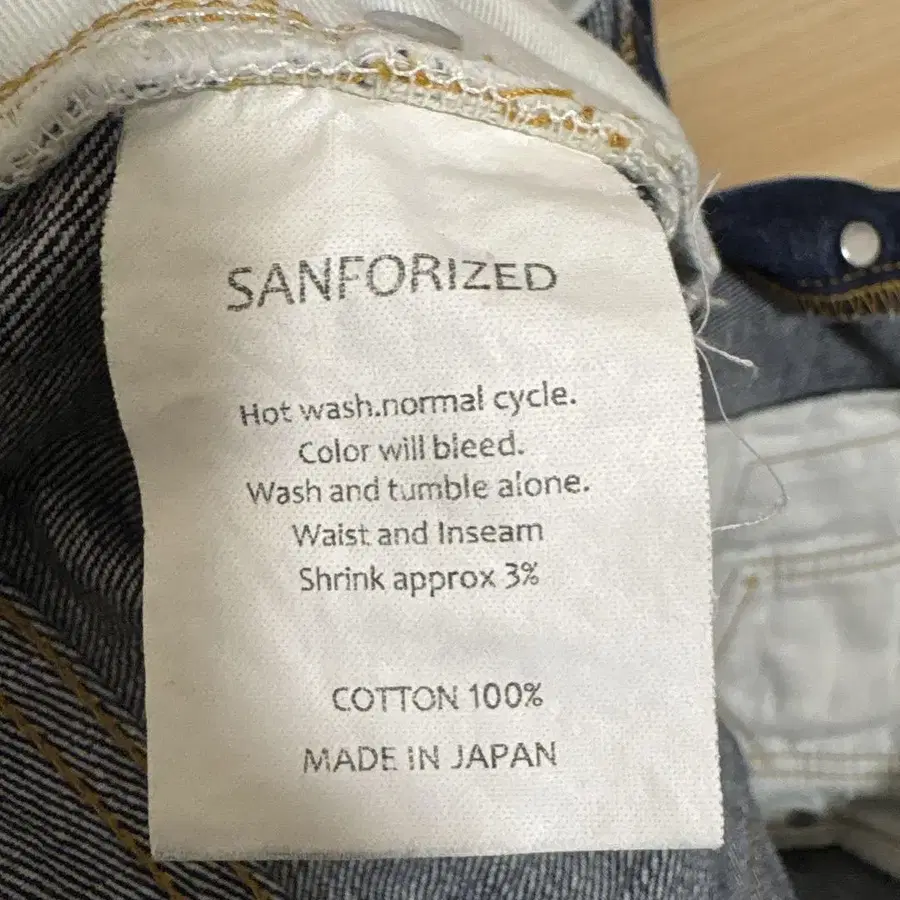 SANFORIZED
Hot wash.normal cycle.
Color will bleed.
Wash and tumble alone.
Waist and Inseam
Shrink approx 3%
COTTON 100%
MADE IN JAPAN